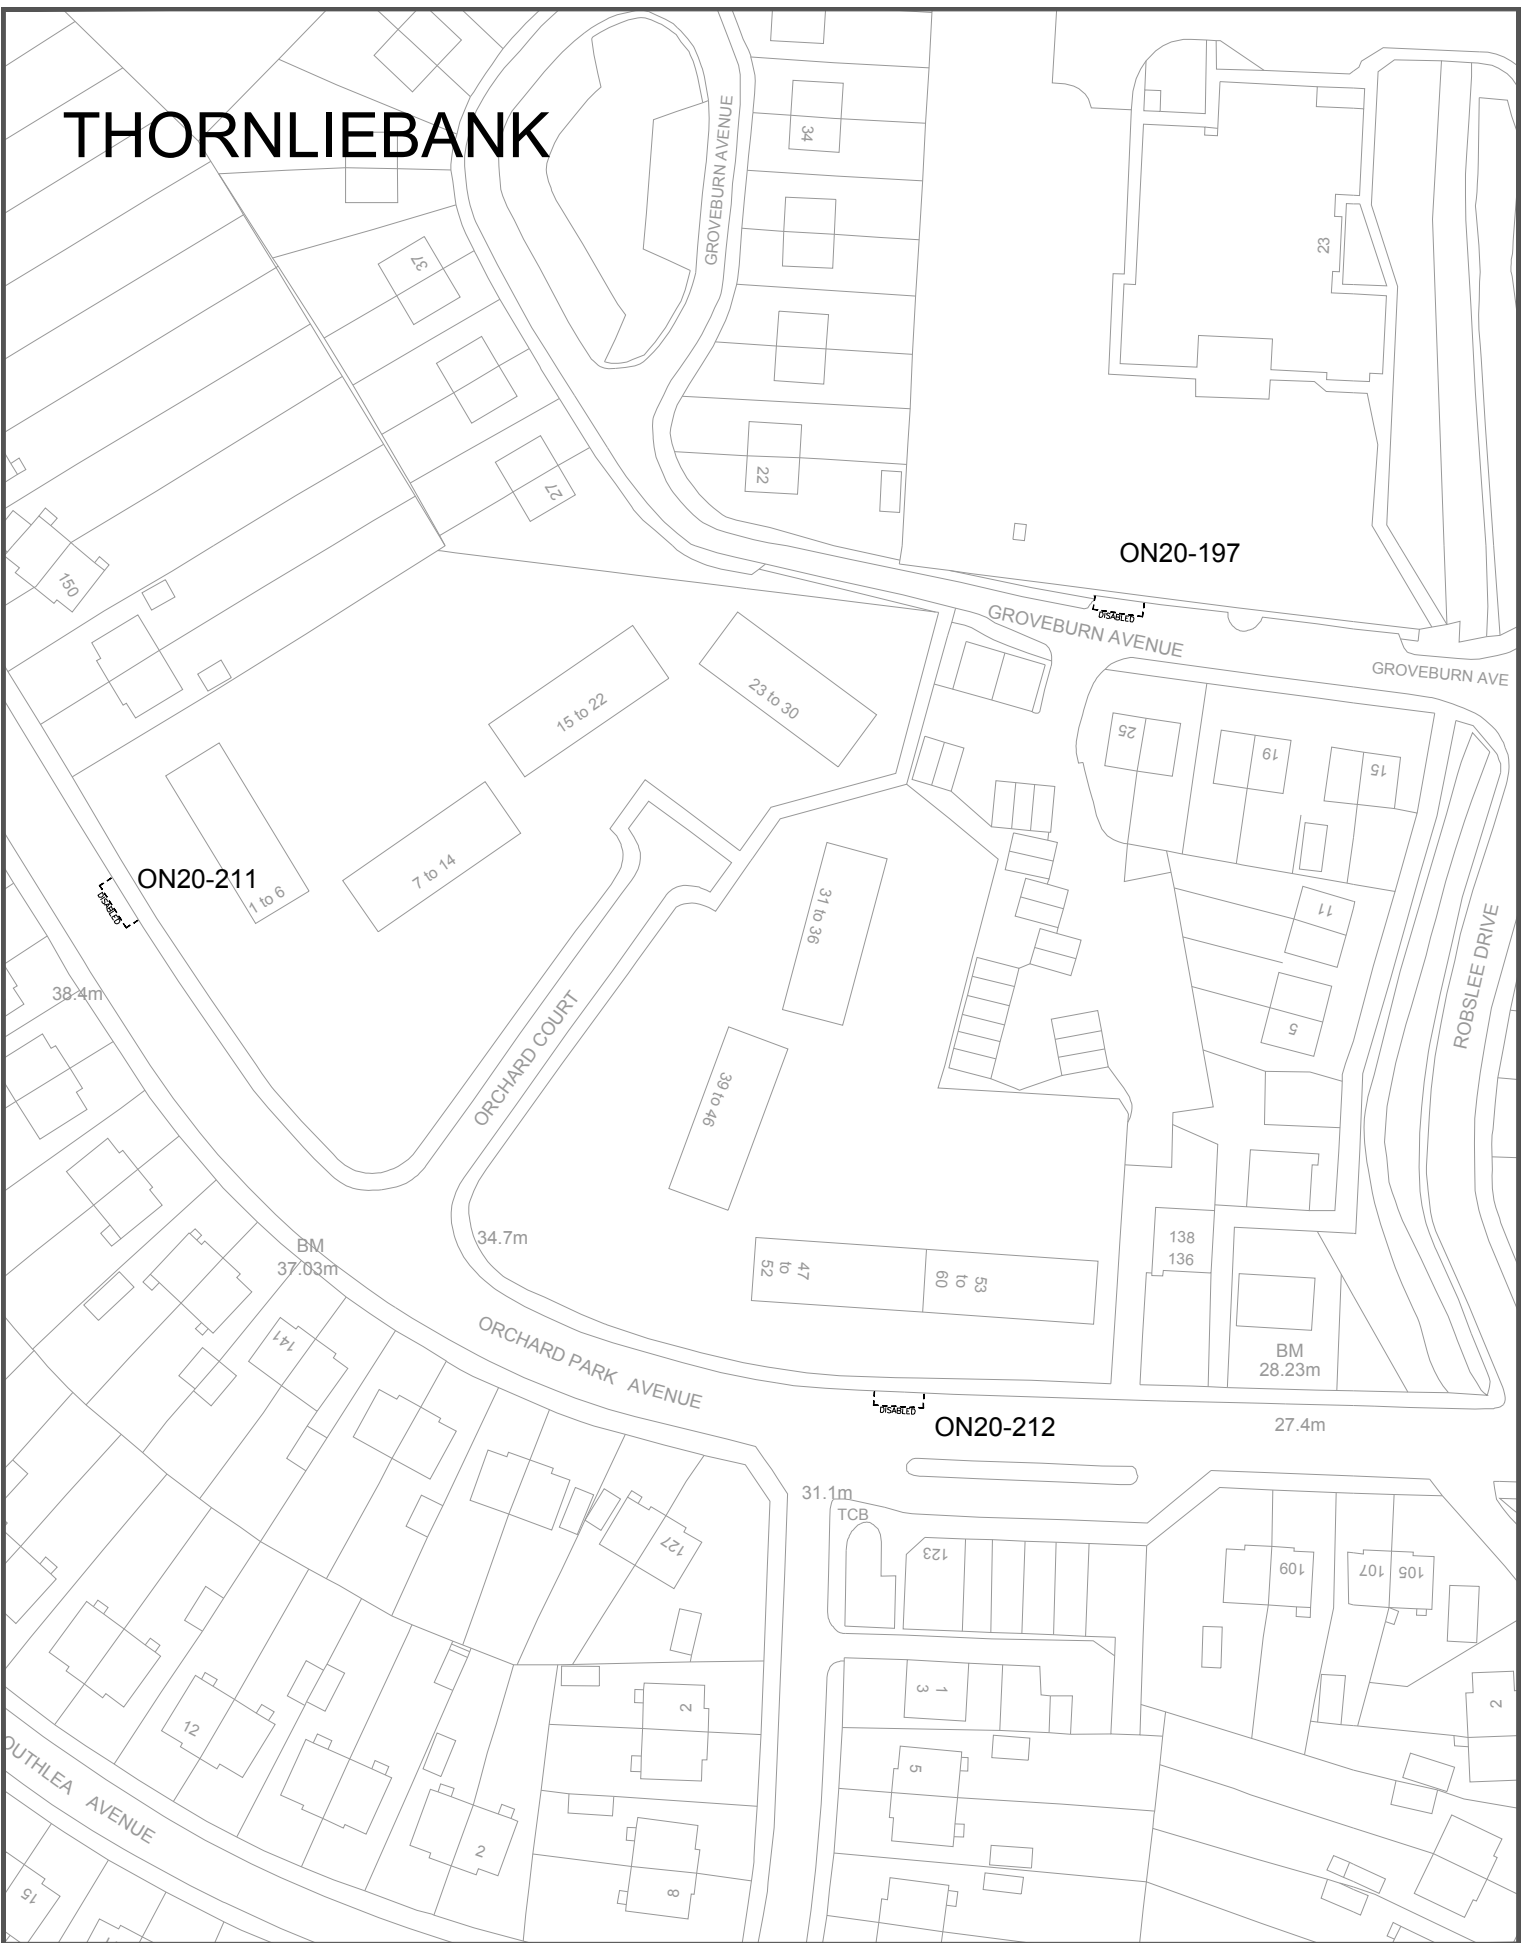 THORNLIEBANK
GROVEBURN AVENUE
34
37
23
27
22
ON20-197
150
DISABLED
GROVEBURN AVENUE
GROVEBURN AVE
15 to 22
23 to 30
25
19
15
ON20-211
7 to 14
1 to 6
DISABLED
31 to 36
11
ROBSLEE DRIVE
38.4m
ORCHARD COURT
5
39 to 46
34.7m
BM
37.03m
138
136
47
to
52
53
to
60
ORCHARD PARK AVENUE
141
BM
28.23m
DISABLED
ON20-212
27.4m
31.1m
TCB
127
123
109
107
105
1
3
2
2
12
OUTHLEA AVENUE
5
2
8
15